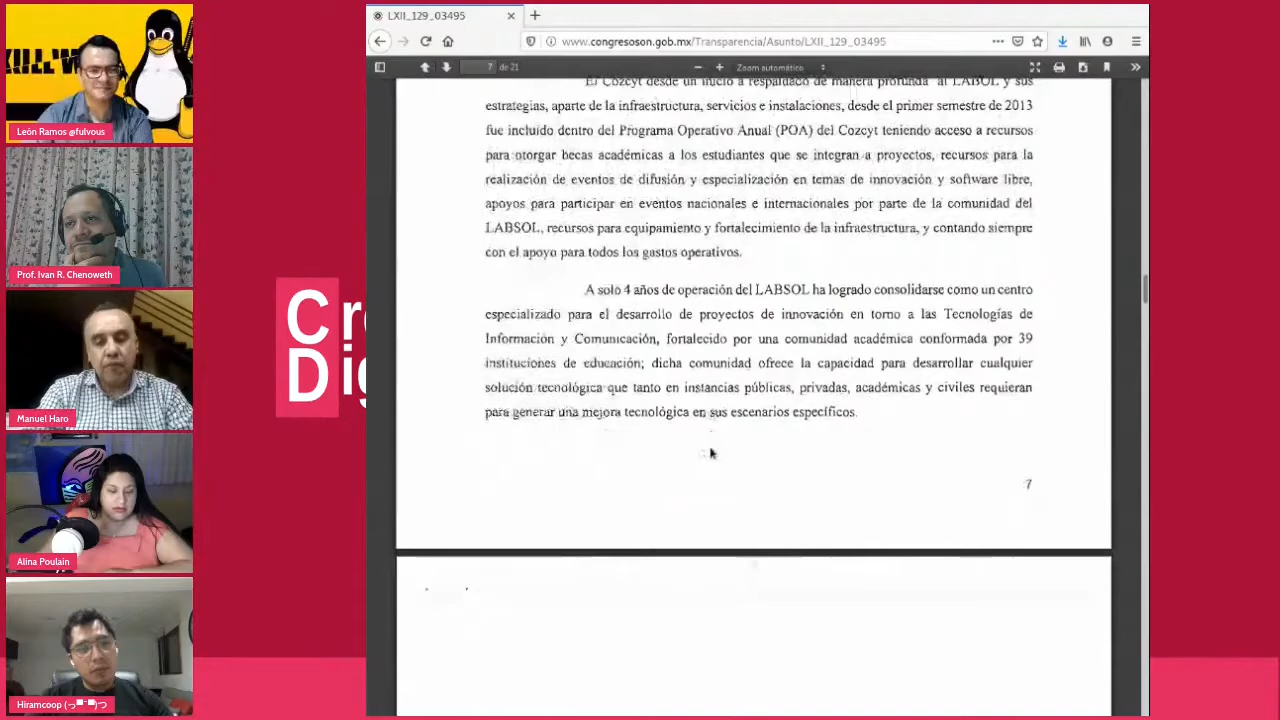 KILL W
León Ramos @fulvous
Prof. Ivan R. Chenoweth
Manuel Haro
Alina Poulain
Hiramcoop (っ▀¯▀)つ
Cr
Dig
LXII_129_03495
www.congresoson.gob.mx/Transparencia/Asunto/LXII_129_03495
7 de 21
Zoom automático
El Cozcyt desde un inicio a respaldado de manera profunda al LABOL y sus
estrategias, aparte de la infraestructura, servicios e instalaciones, desde el primer semestre de 2013
fue incluido dentro del Programa Operativo Anual (POA) del Cozcyt teniendo acceso a recursos
para otorgar becas académicas a los estudiantes que se integran a proyectos, recursos para la
realización de eventos de difusión y especialización en temas de innovación y software libre,
apoyos para participar en eventos nacionales e internacionales por parte de la comunidad del
LABSOL, recursos para equipamiento y fortalecimiento de la infraestructura, y contando siempre
con el apoyo para todos los gastos operativos.
A solo 4 años de operación del LABSOL ha logrado consolidarse como un centro
especializado para el desarrollo de proyectos de innovación en torno a las Tecnologías de
Información y Comunicación, fortalecido por una comunidad académica conformada por 39
instituciones de educación; dicha comunidad ofrece la capacidad para desarrollar cualquier
solución tecnológica que tanto en instancias públicas, privadas, académicas y civiles requieran
para generar una mejora tecnológica en sus escenarios específicos.
7